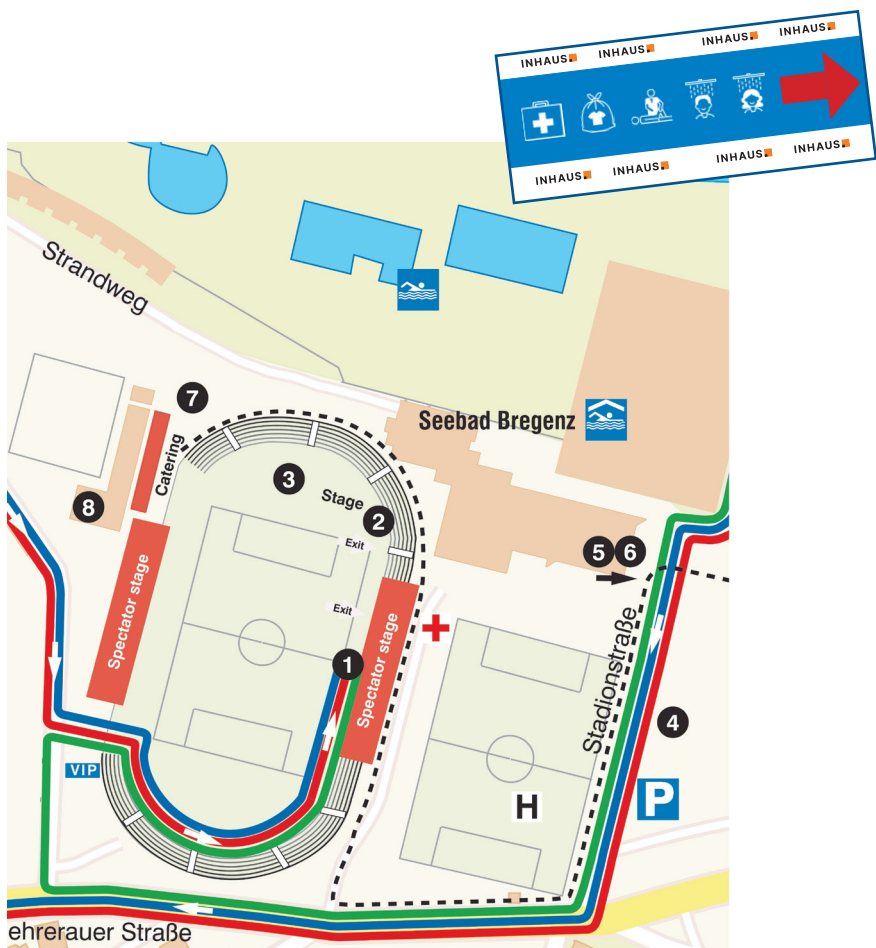 INHAUS INHAUS INHAUS INHAUS
INHAUS INHAUS INHAUS INHAUS
Strandweg
Seebad Bregenz
7
Catering
3
Stage
2
8
Exit
5 6
Spectator stage
Exit
1
Spectator stage
Stadionstraße
4
VIP
H
P
ehrerauer Straße